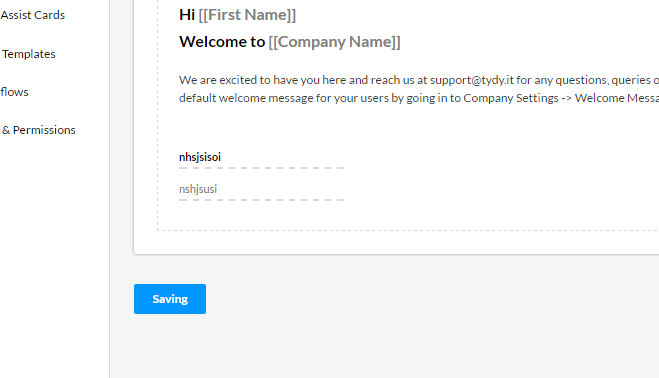 Assist Cards
Templates
flows
& Permissions
Hi [[First Name]]
Welcome to [[Company Name]]
We are excited to have you here and reach us at support@tydy.it for any questions, queries o
default welcome message for your users by going in to Company Settings -> Welcome Messa
nhsjsisoi
nshjsusi
Saving